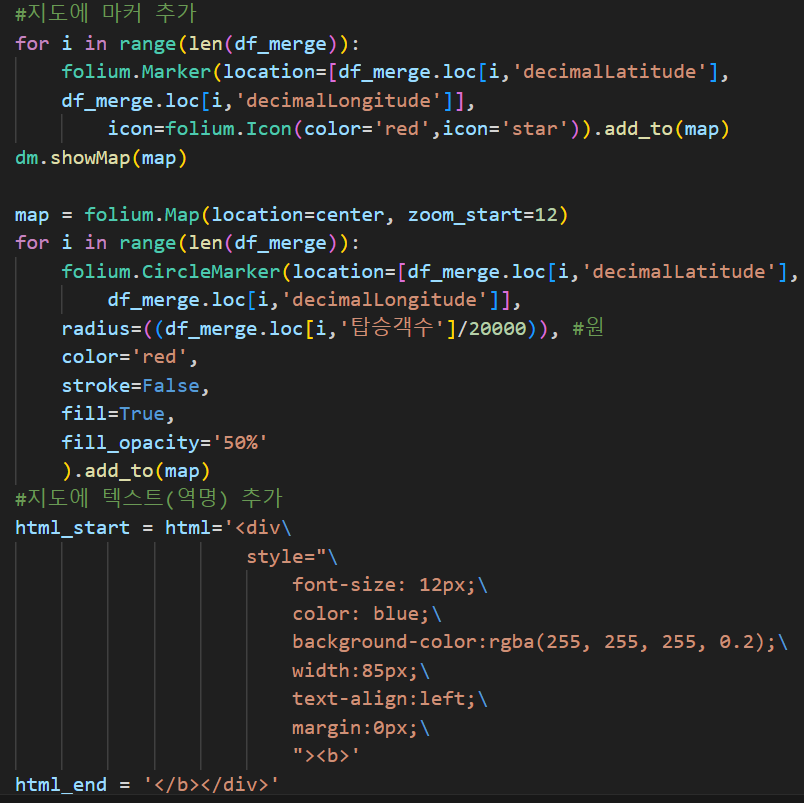 #지도에 마커 추가
for i in range(len(df_merge)):
    folium.Marker(location=[df_merge.loc[i,'decimalLatitude'],
    df_merge.loc[i,'decimalLongitude']],
        icon=folium.Icon(color='red',icon='star')).add_to(map)
dm.showMap(map)

map = folium.Map(location=center, zoom_start=12)
for i in range(len(df_merge)):
    folium.CircleMarker(location=[df_merge.loc[i,'decimalLatitude'],
        df_merge.loc[i,'decimalLongitude']],
    radius=((df_merge.loc[i,'탑승객수']/20000)), #원
    color='red',
    stroke=False,
    fill=True,
    fill_opacity='50%'
    ).add_to(map)
#지도에 텍스트(역명) 추가
html_start = html='<div\
                    style="\
                        font-size: 12px;\
                        color: blue;\
                        background-color:rgba(255, 255, 255, 0.2);\
                        width:85px;\
                        text-align:left;\
                        margin:0px;\
                        "><b>'
html_end = '</b></div>'